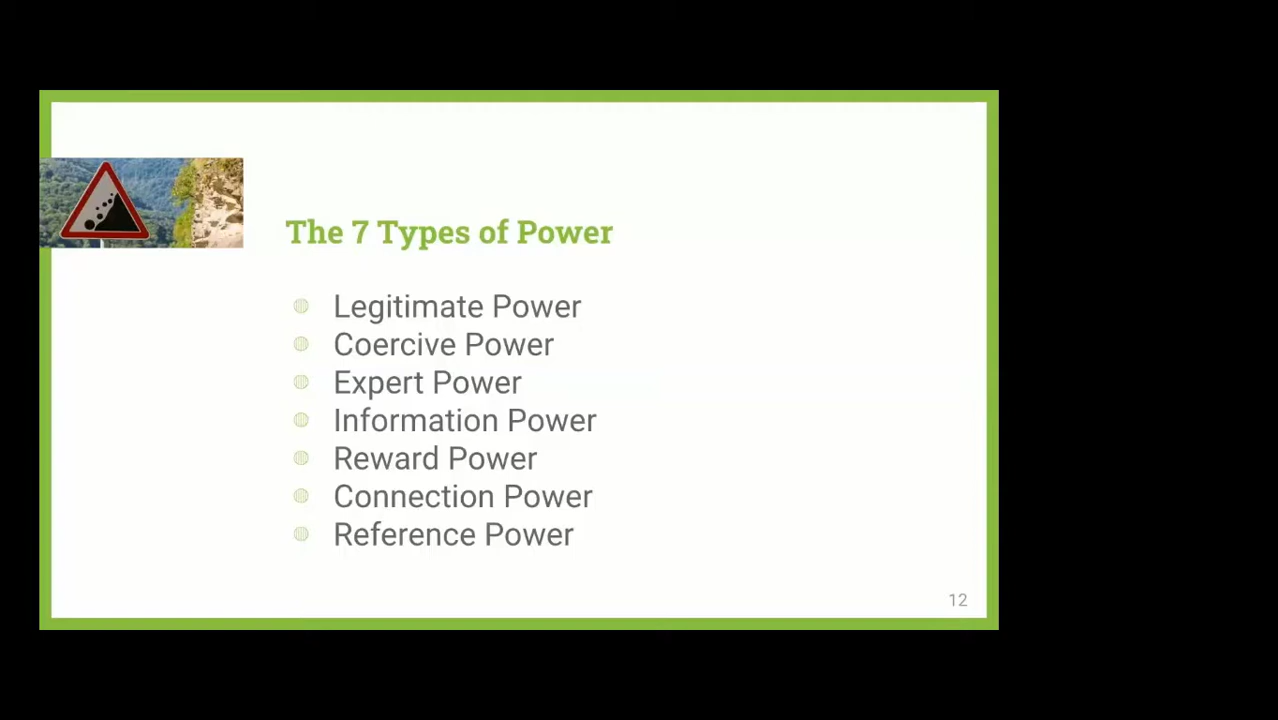 The 7 Types of Power
Legitimate Power
Coercive Power
Expert Power
Information Power
Reward Power
Connection Power
Reference Power
12